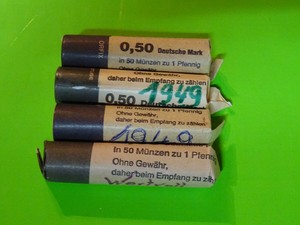 0,50 Deutsche Mark
in 50 Münzen zu 1 Pfennig
Ohne Gewähr,
daher beim Empfang zu zählen
1949
0,50
in 50 Münzen zu 1 Pfennig
daher beim Empfang zu zählen
1949
In 50 Münzen zu 1 Pfennig
Ohne Gewähr,
daher beim Empfang zu zählen